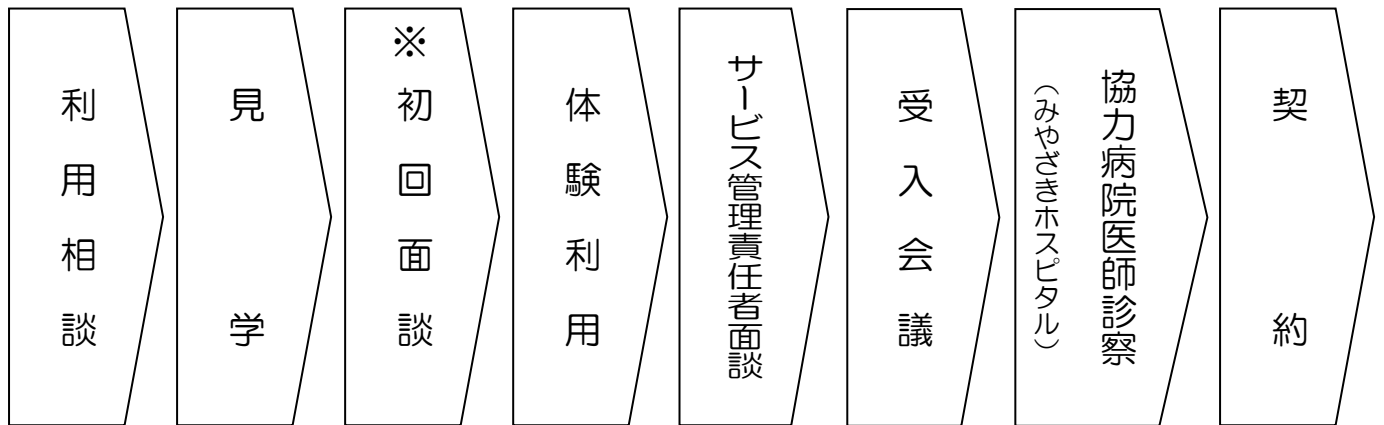 利用相談
見学
※初回面談
体験利用
サービス管理責任者面談
受入会議
協力病院医師診察
（みやざきホスピタル）
契約